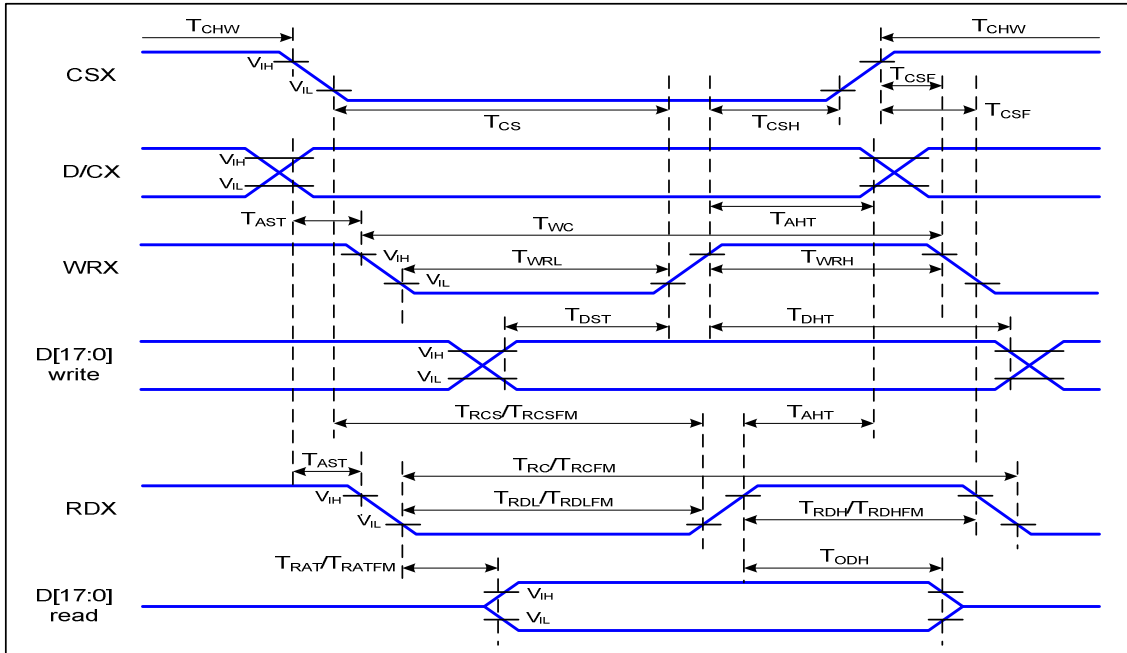 TCHW TCHW
CSX VIH TCSF
VIL TCSF
TCS TCSH
D/CX VIH
VIL
TAST TWC TAHT
WRX VIH TWRL TWRH
VIL
TDST TDHT
D[17:0] VIH
write VIL
TRCS/TRCSFM TAHT
TAST TRC/TRCFM
RDX VIH TRDL/TRDLFM TRDH/TRDHFM
VIL
TRAT/TRATFM TODH
D[17:0] VIH
read VIL